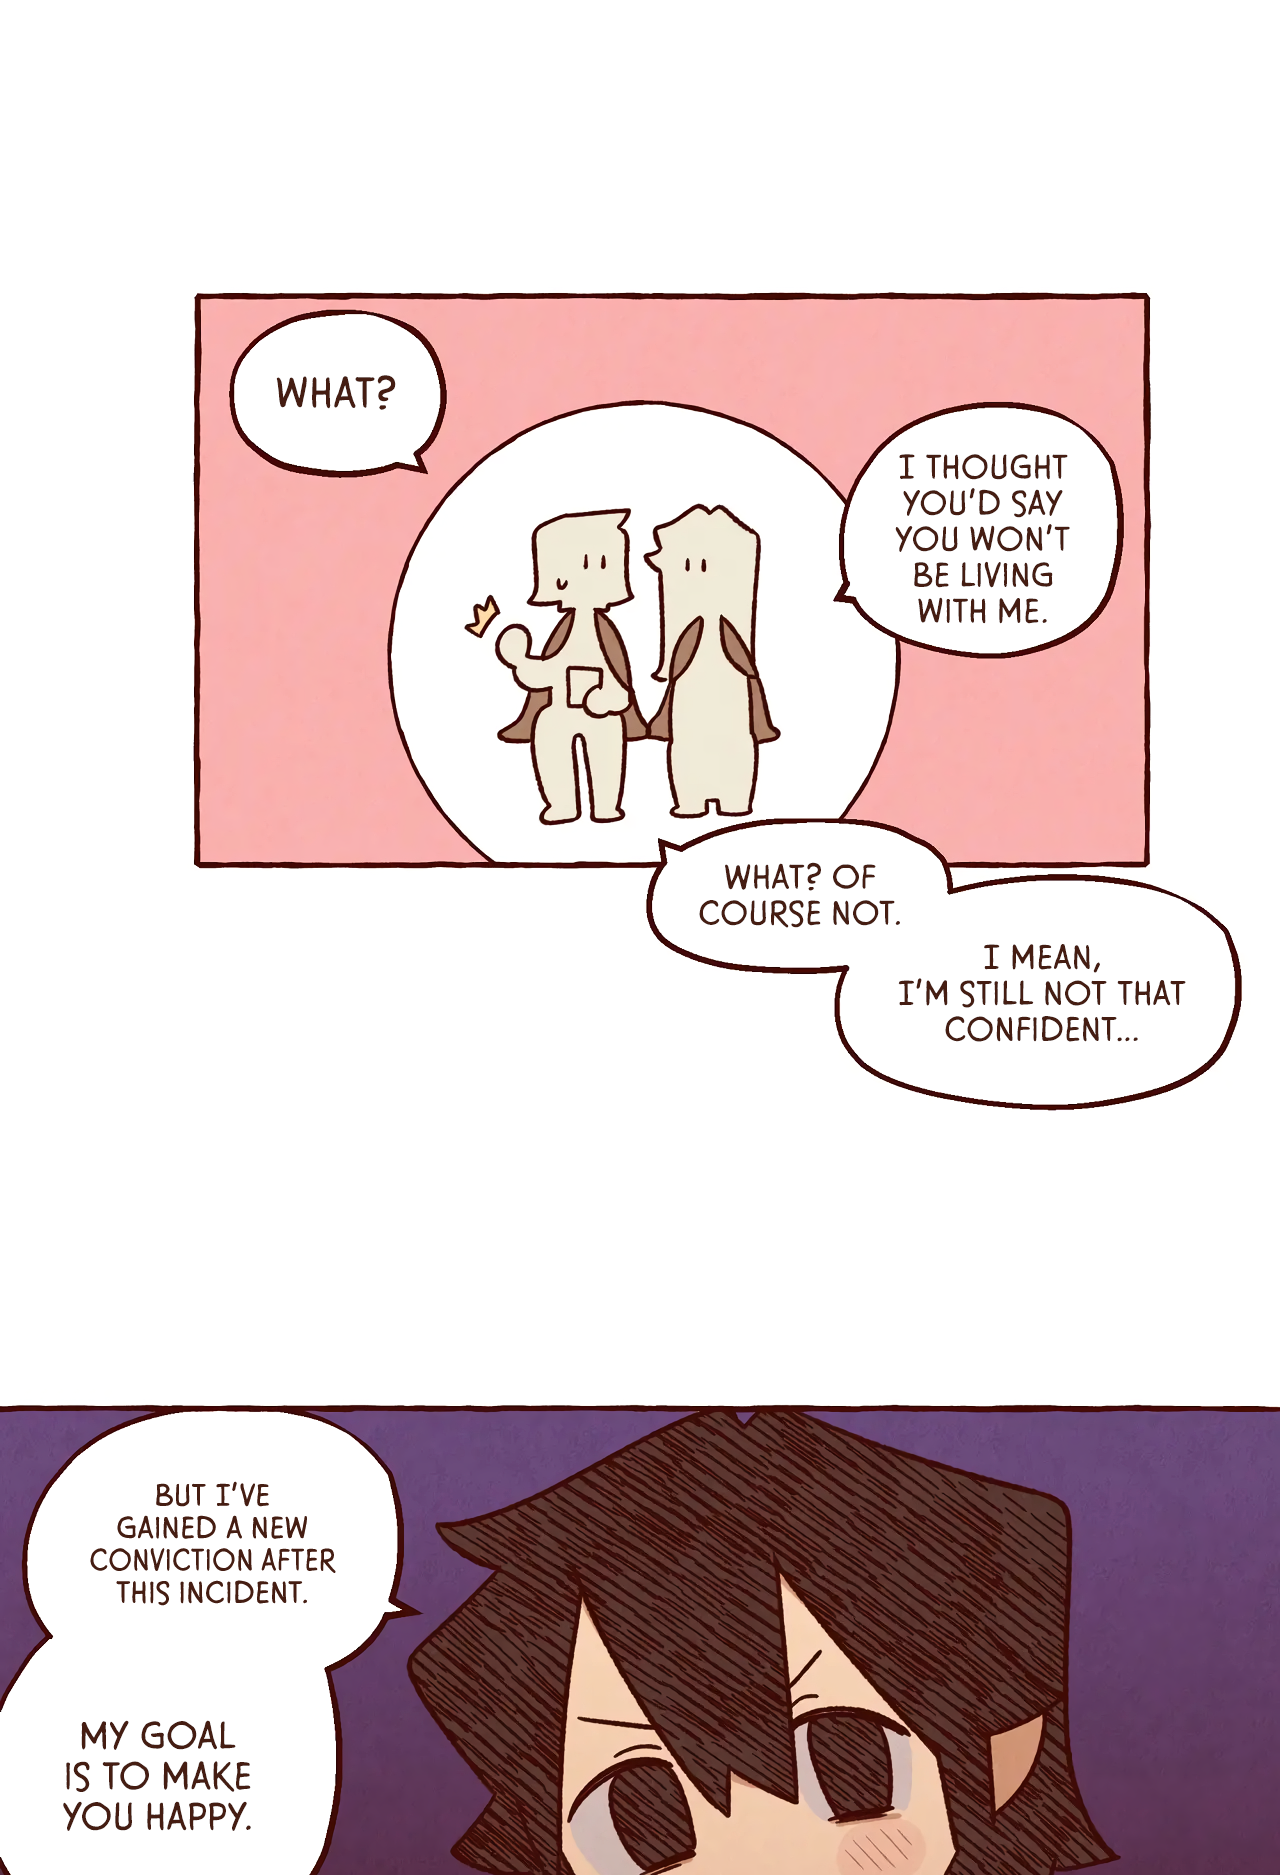 WHAT?
I THOUGHT
YOU'D SAY
YOU WON'T
BE LIVING
WITH ME.
WHAT? OF
COURSE NOT.
I MEAN,
I'M STILL NOT THAT
CONFIDENT...
BUT I'VE
GAINED A NEW
CONVICTION AFTER
THIS INCIDENT.
MY GOAL
IS TO MAKE
YOU HAPPY.